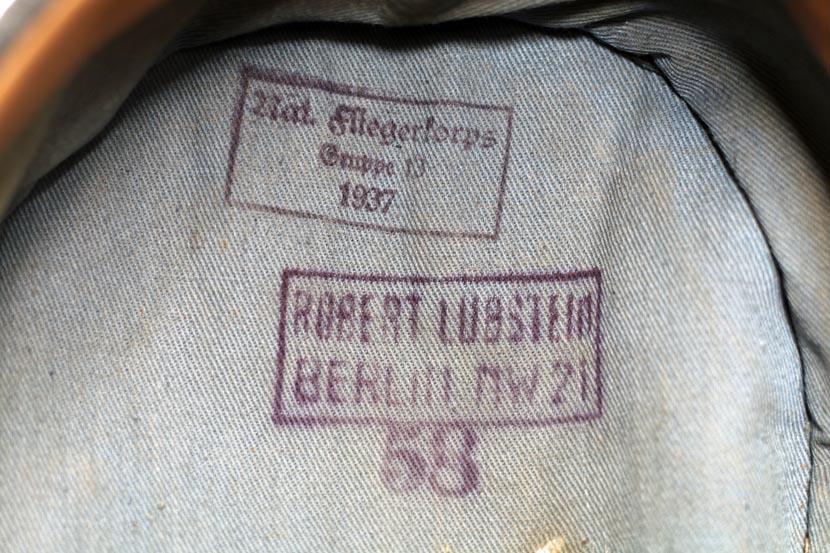 Nat. Fliegerkorps
Gruppe 13
1937
ROBERT LUBSTEIN
BERLIN NW 21
58